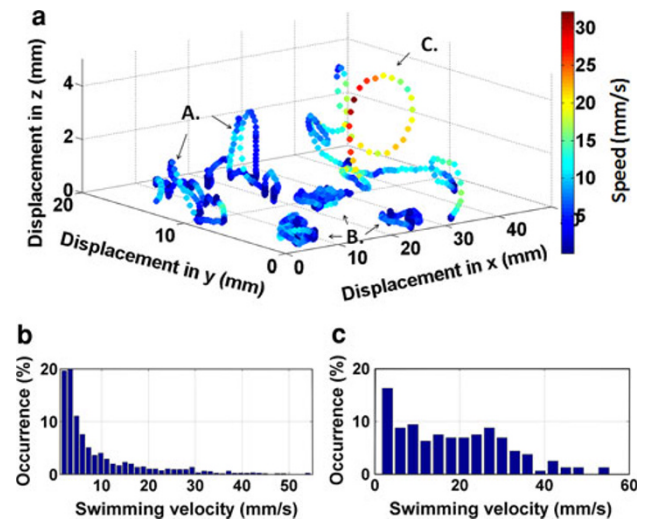 a
Displacement in z (mm)
4
2
0
20
10
0
Displacement in y (mm)
0
10
20
30
40
Displacement in x (mm)
A.
B.
C.
30
25
20
15
10
5
Speed (mm/s)
b
Occurrence (%)
20
10
0
10
20
30
40
50
Swimming velocity (mm/s)
c
Occurrence (%)
20
10
0
0
20
40
60
Swimming velocity (mm/s)